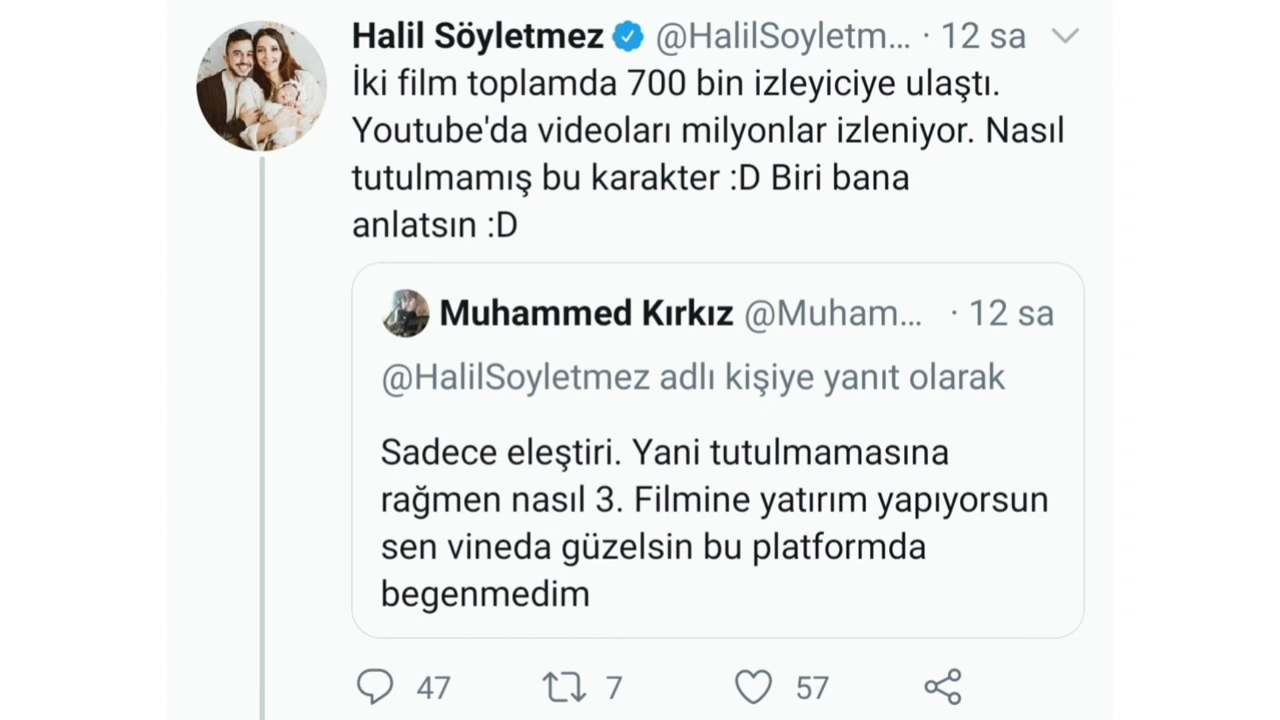 Halil Söyletmez @HalilSoyletm... · 12 sa
İki film toplamda 700 bin izleyiciye ulaştı.
Youtube'da videoları milyonlar izleniyor. Nasıl
tutulmamış bu karakter :D Biri bana
anlatsın :D
Muhammed Kırkız @Muham... · 12 sa
@HalilSoyletmez adlı kişiye yanıt olarak
Sadece eleştiri. Yani tutulmamasına
rağmen nasıl 3. Filmine yatırım yapıyorsun
sen vineda güzelsin bu platformda
begenmedim
47 7 57